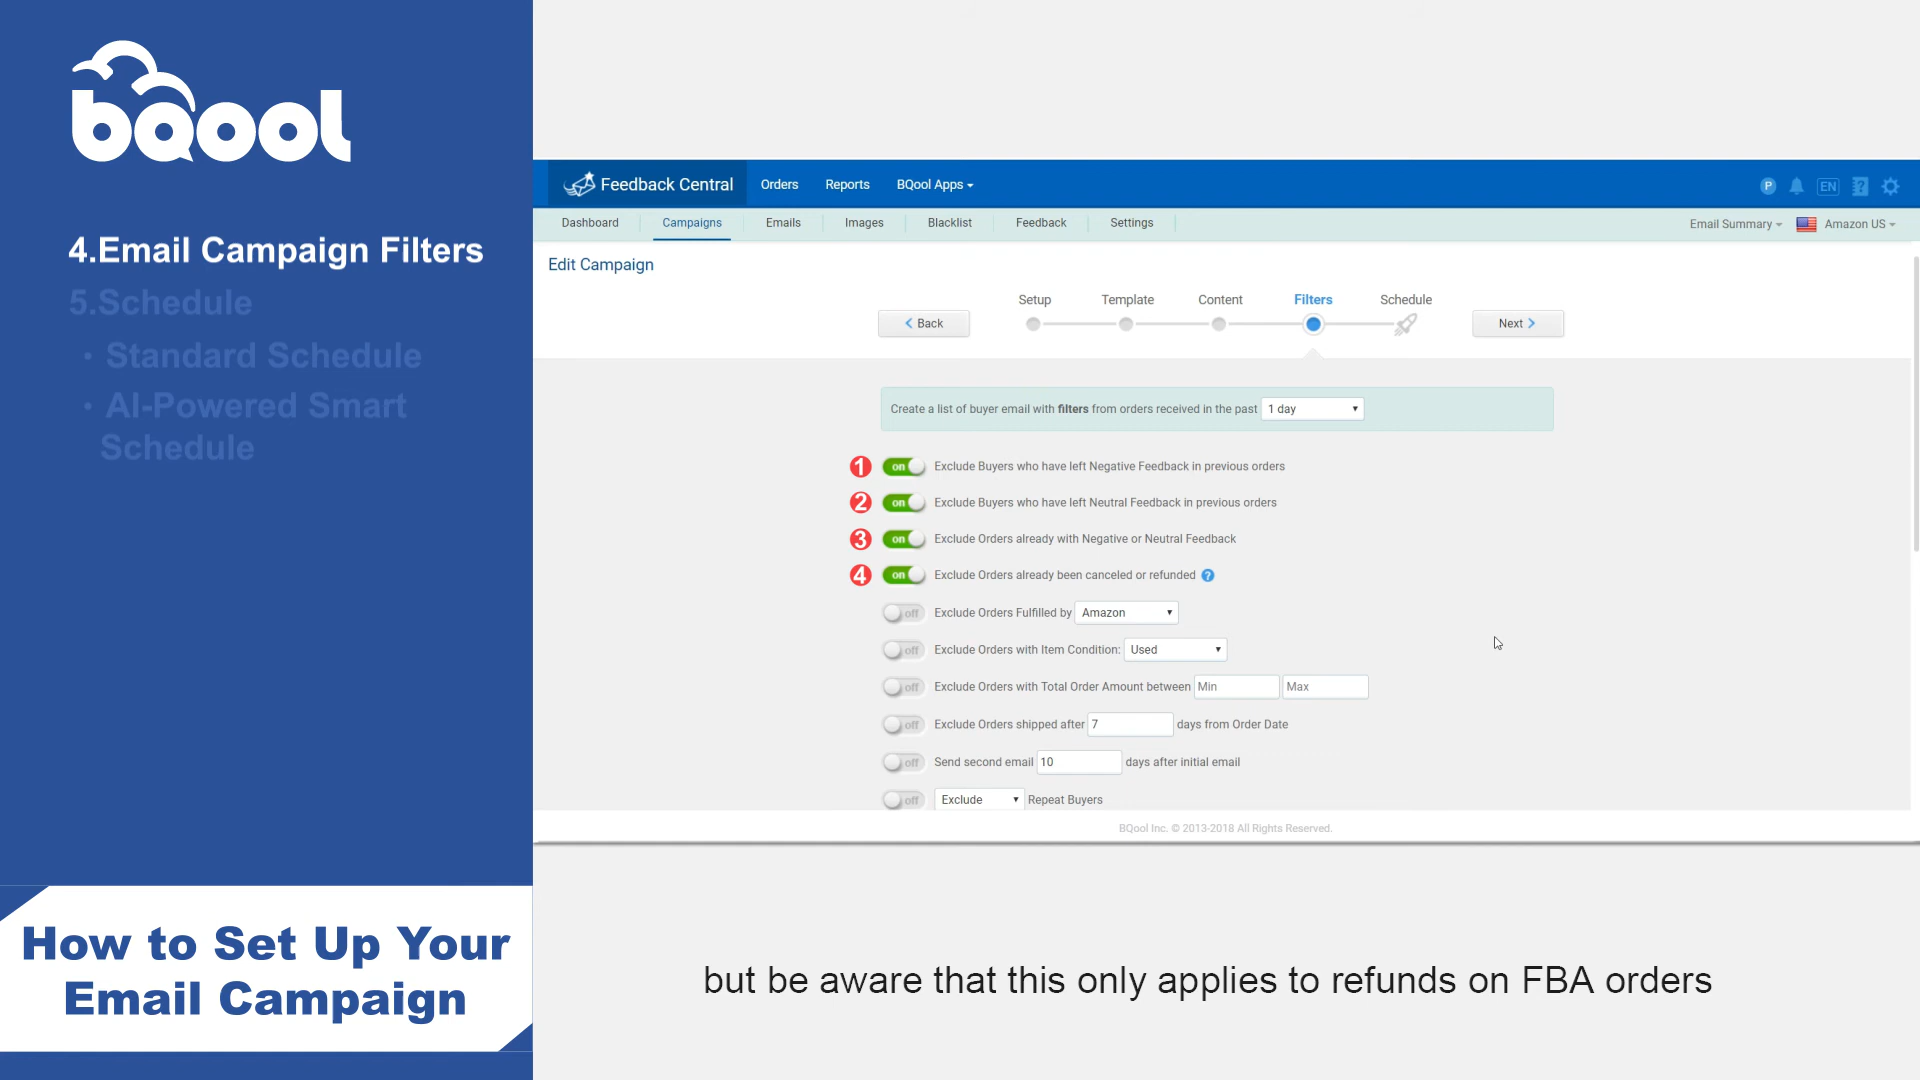 bQool
4.Email Campaign Filters
5.Schedule
• Standard Schedule
• AI-Powered Smart
Schedule
How to Set Up Your
Email Campaign
Feedback Central
Orders
Reports
BQool Apps
P
EN
?
Dashboard
Campaigns
Emails
Images
Blacklist
Feedback
Settings
Email Summary
Amazon US
Edit Campaign
Setup
Template
Content
Filters
Schedule
Back
Next
Create a list of buyer email with filters from orders received in the past 1 day
1 on Exclude Buyers who have left Negative Feedback in previous orders
2 on Exclude Buyers who have left Neutral Feedback in previous orders
3 on Exclude Orders already with Negative or Neutral Feedback
4 on Exclude Orders already been canceled or refunded ?
off Exclude Orders Fulfilled by Amazon
off Exclude Orders with Item Condition: Used
off Exclude Orders with Total Order Amount between Min Max
off Exclude Orders shipped after 7 days from Order Date
off Send second email 10 days after initial email
off Exclude Repeat Buyers
BQool Inc. © 2013-2018 All Rights Reserved.
but be aware that this only applies to refunds on FBA orders